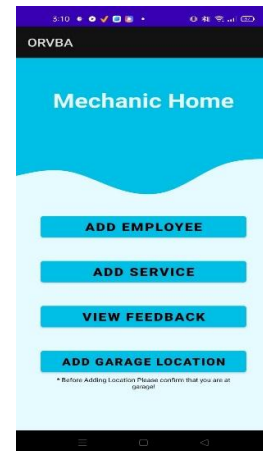 3:10
ORVBA
Mechanic Home
ADD EMPLOYEE
ADD SERVICE
VIEW FEEDBACK
ADD GARAGE LOCATION
* Before Adding Location Please confirm that you are at
garage!